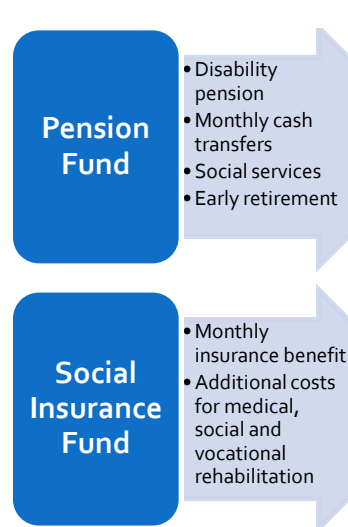 Pension
Fund
•Disability
pension
•Monthly cash
transfers
•Social services
•Early retirement
Social
Insurance
Fund
•Monthly
insurance benefit
•Additional costs
for medical,
social and
vocational
rehabilitation